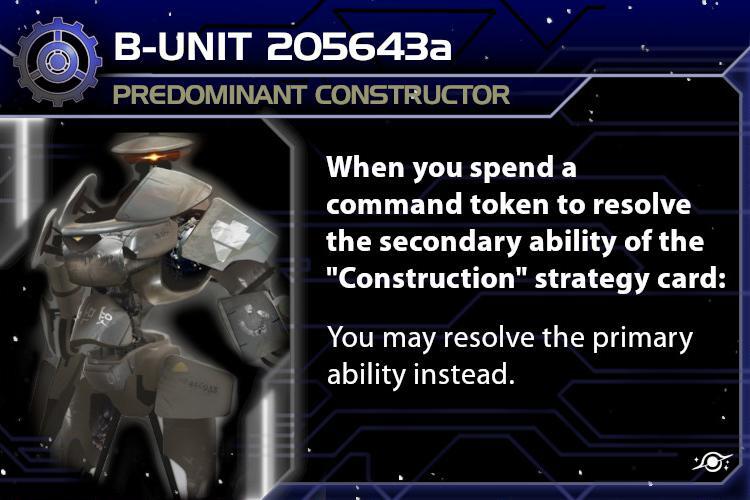 B-UNIT 205643a
PREDOMINANT CONSTRUCTOR
When you spend a
command token to resolve
the secondary ability of the
"Construction" strategy card:
You may resolve the primary
ability instead.